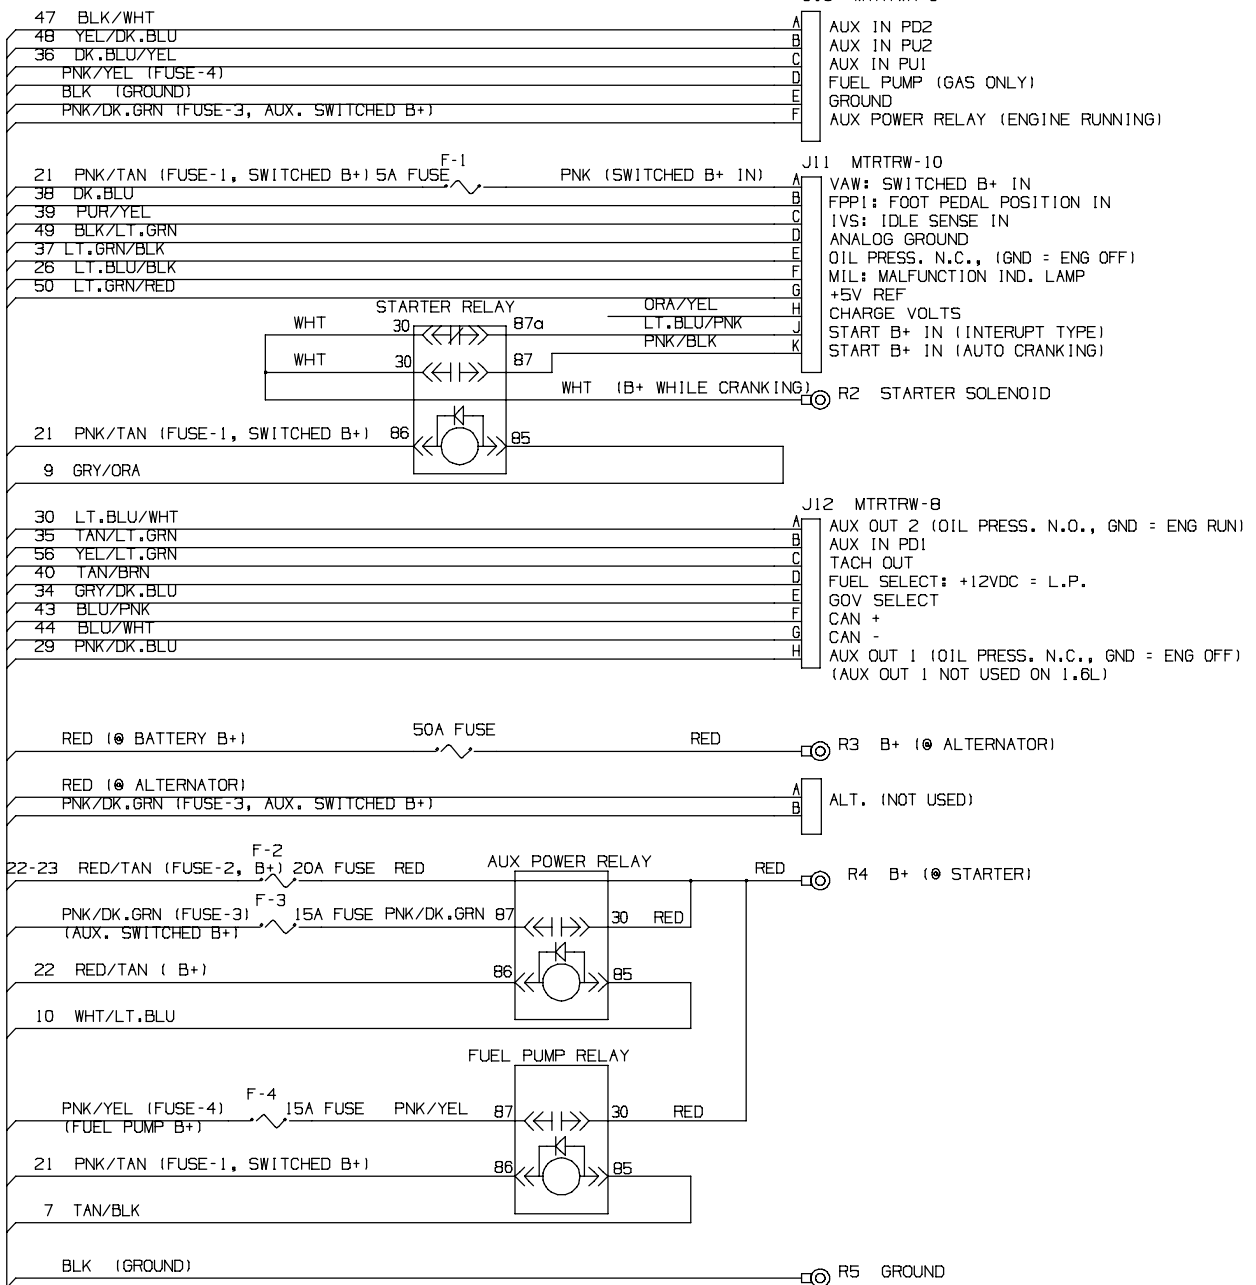 47 BLK/WHT
A AUX IN PD2
48 YEL/DK.BLU
B AUX IN PU2
36 DK.BLU/YEL
C AUX IN PU1
PNK/YEL (FUSE-4)
D FUEL PUMP (GAS ONLY)
BLK (GROUND)
E GROUND
PNK/DK.GRN (FUSE-3, AUX. SWITCHED B+)
F AUX POWER RELAY (ENGINE RUNNING)
J11 MTRTRW-10
F-1
21 PNK/TAN (FUSE-1, SWITCHED B+) 5A FUSE PNK (SWITCHED B+ IN)
A VAW: SWITCHED B+ IN
38 DK.BLU
B FPP1: FOOT PEDAL POSITION IN
39 PUR/YEL
C IVS: IDLE SENSE IN
49 BLK/LT.GRN
D ANALOG GROUND
37 LT.GRN/BLK
E OIL PRESS. N.C., (GND = ENG OFF)
26 LT.BLU/BLK
F MIL: MALFUNCTION IND. LAMP
50 LT.GRN/RED
G +5V REF
STARTER RELAY
ORA/YEL
H CHARGE VOLTS
WHT 30 87a LT.BLU/PNK
J START B+ IN (INTERUPT TYPE)
PNK/BLK
K START B+ IN (AUTO CRANKING)
WHT 30 87
WHT (B+ WHILE CRANKING) R2 STARTER SOLENOID
21 PNK/TAN (FUSE-1, SWITCHED B+) 86 85
9 GRY/ORA
J12 MTRTRW-8
30 LT.BLU/WHT
A AUX OUT 2 (OIL PRESS. N.O., GND = ENG RUN)
35 TAN/LT.GRN
B AUX IN PD1
56 YEL/LT.GRN
C TACH OUT
40 TAN/BRN
D FUEL SELECT: +12VDC = L.P.
34 GRY/DK.BLU
E GOV SELECT
43 BLU/PNK
F CAN +
44 BLU/WHT
G CAN -
29 PNK/DK.BLU
H AUX OUT 1 (OIL PRESS. N.C., GND = ENG OFF)
(AUX OUT 1 NOT USED ON 1.6L)
50A FUSE
RED (@ BATTERY B+) RED R3 B+ (@ ALTERNATOR)
RED (@ ALTERNATOR)
A
PNK/DK.GRN (FUSE-3, AUX. SWITCHED B+)
B
ALT. (NOT USED)
F-2
AUX POWER RELAY
22-23 RED/TAN (FUSE-2, B+) 20A FUSE RED RED R4 B+ (@ STARTER)
F-3
PNK/DK.GRN (FUSE-3) 15A FUSE PNK/DK.GRN 87 30 RED
(AUX. SWITCHED B+)
22 RED/TAN ( B+) 86 85
10 WHT/LT.BLU
FUEL PUMP RELAY
F-4
PNK/YEL (FUSE-4) 15A FUSE PNK/YEL 87 30 RED
(FUEL PUMP B+)
21 PNK/TAN (FUSE-1, SWITCHED B+) 86 85
7 TAN/BLK
BLK (GROUND) R5 GROUND